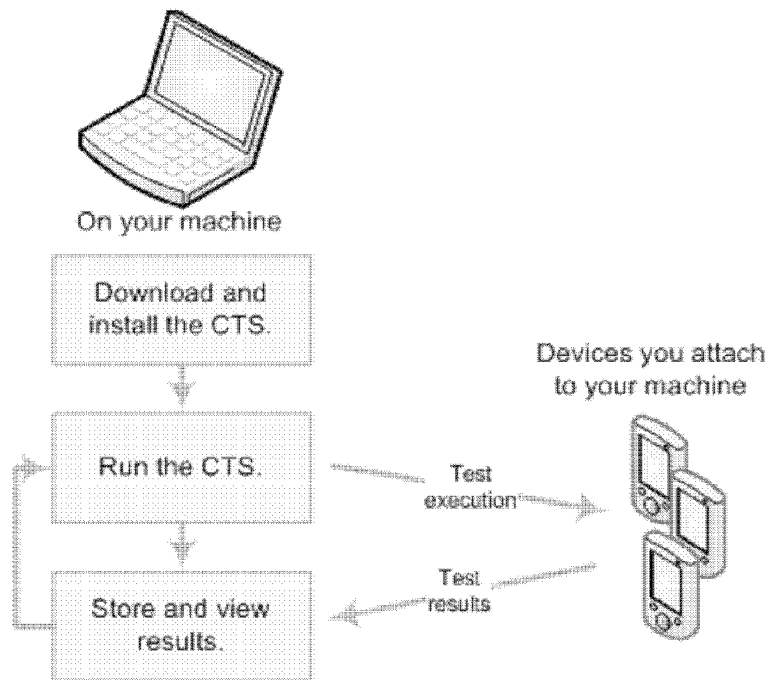 On your machine
Download and
install the CTS.
Devices you attach
to your machine
Run the CTS.
Test
execution
Store and view
results.
Test
results